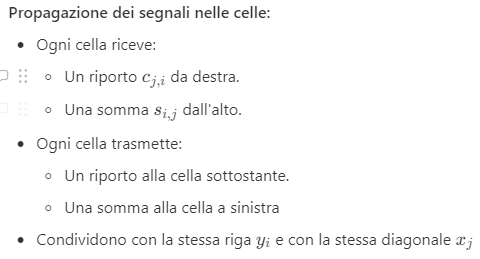 Propagazione dei segnali nelle celle:
• Ogni cella riceve:
◦ Un riporto c_{j,i} da destra.
◦ Una somma s_{i,j} dall'alto.
• Ogni cella trasmette:
◦ Un riporto alla cella sottostante.
◦ Una somma alla cella a sinistra
• Condividono con la stessa riga y_i e con la stessa diagonale x_j